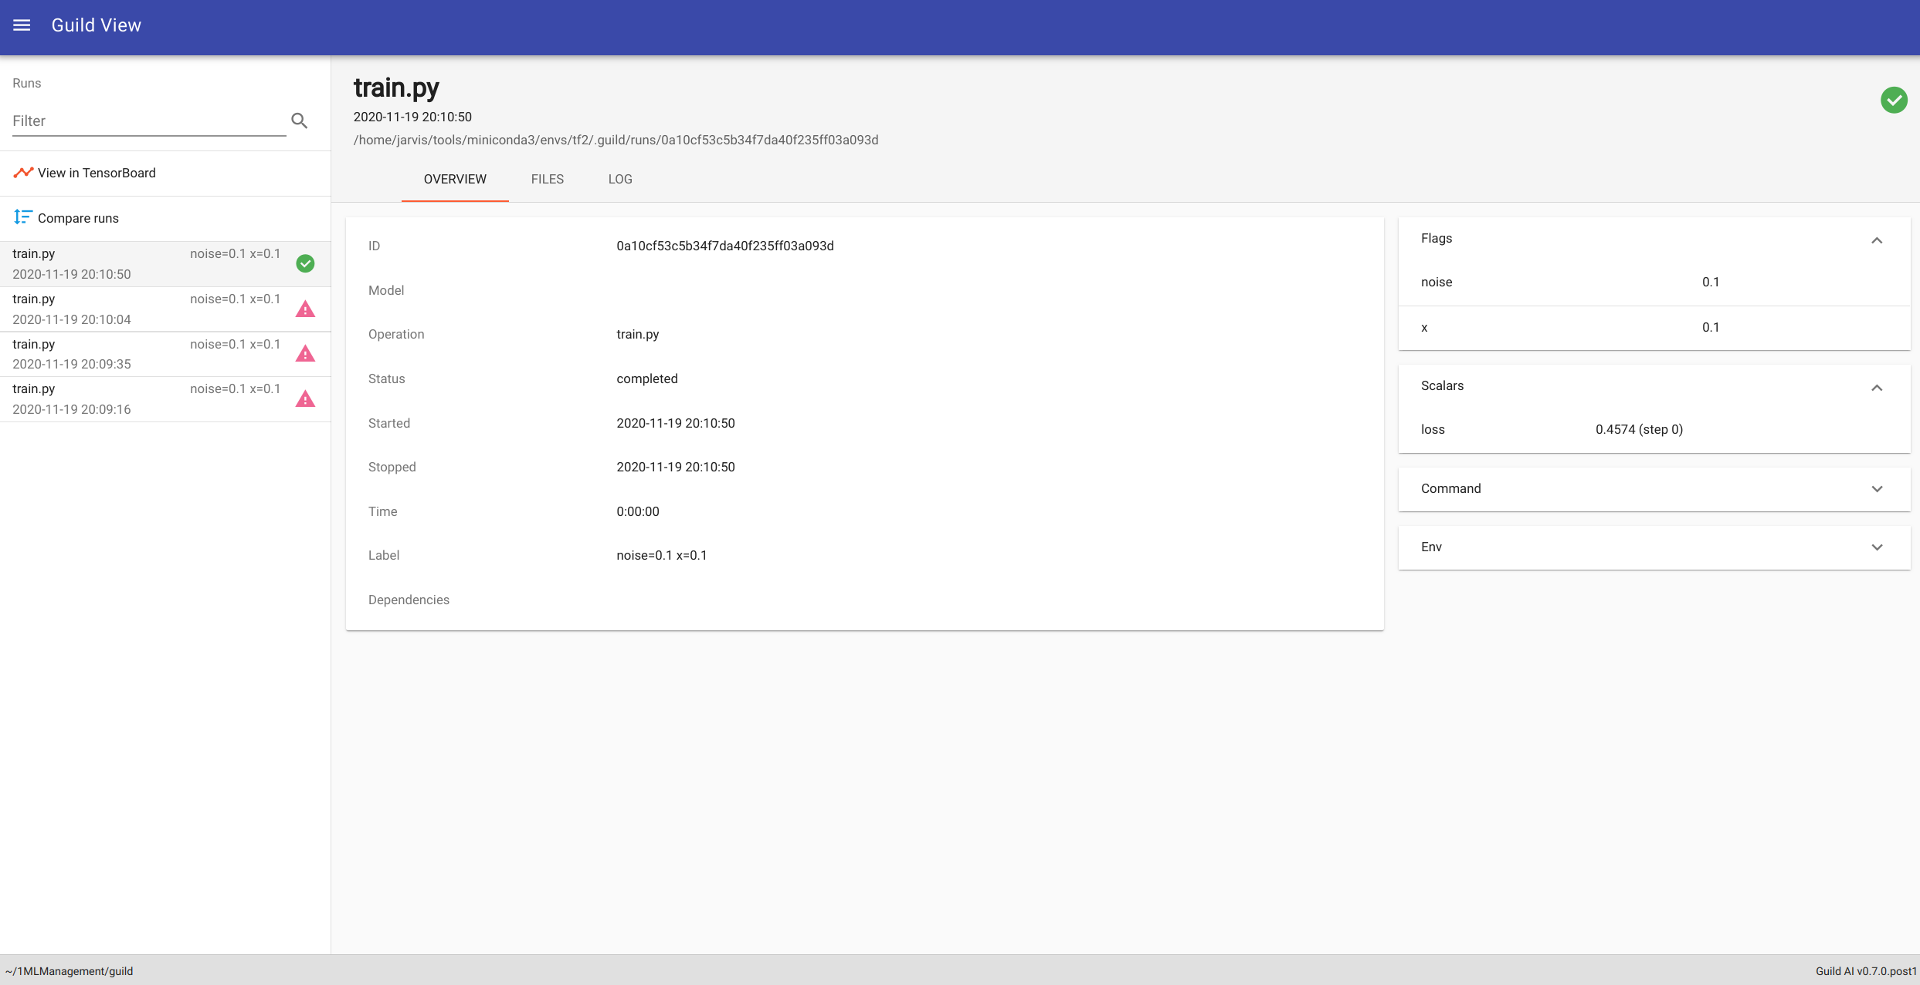 Guild View
Runs
Filter
View in TensorBoard
Compare runs
train.py noise=0.1 x=0.1
2020-11-19 20:10:50
train.py noise=0.1 x=0.1
2020-11-19 20:10:04
train.py noise=0.1 x=0.1
2020-11-19 20:09:35
train.py noise=0.1 x=0.1
2020-11-19 20:09:16
train.py
2020-11-19 20:10:50
/home/jarvis/tools/miniconda3/envs/tf2/.guild/runs/0a10cf53c5b34f7da40f235ff03a093d
OVERVIEW FILES LOG
ID 0a10cf53c5b34f7da40f235ff03a093d
Model
Operation train.py
Status completed
Started 2020-11-19 20:10:50
Stopped 2020-11-19 20:10:50
Time 0:00:00
Label noise=0.1 x=0.1
Dependencies
Flags
noise 0.1
x 0.1
Scalars
loss 0.4574 (step 0)
Command
Env
~/1MLManagement/guild
Guild AI v0.7.0.post1